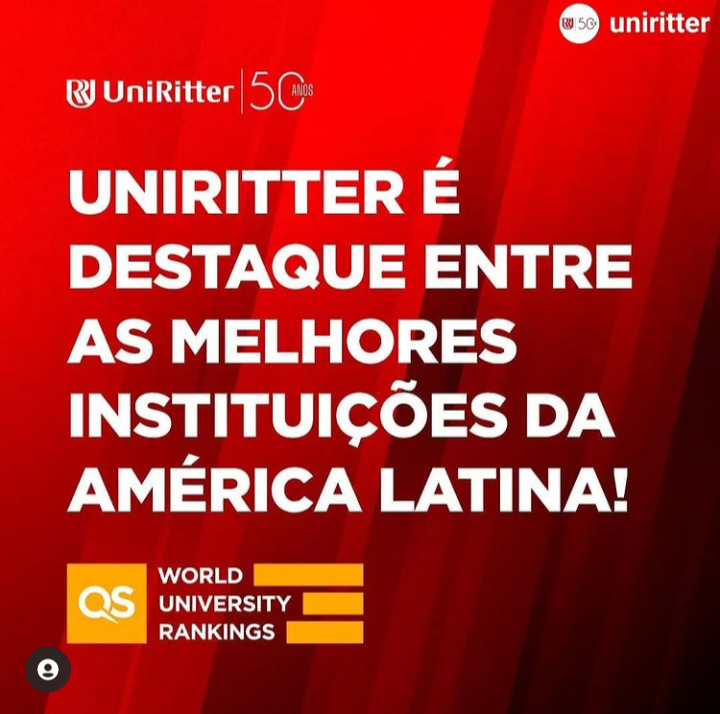 uniritter
UniRitter 50 ANOS
UNIRITTER É
DESTAQUE ENTRE
AS MELHORES
INSTITUIÇÕES DA
AMÉRICA LATINA!
QS WORLD
UNIVERSITY
RANKINGS